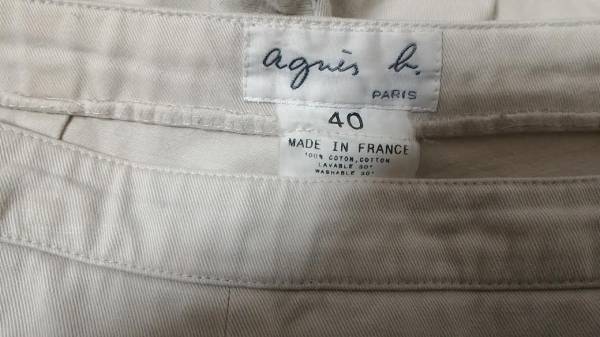 agnès b.
PARIS
40
MADE IN FRANCE
100% COTON, COTTON
LAVABLE 30°
WASHABLE 30°